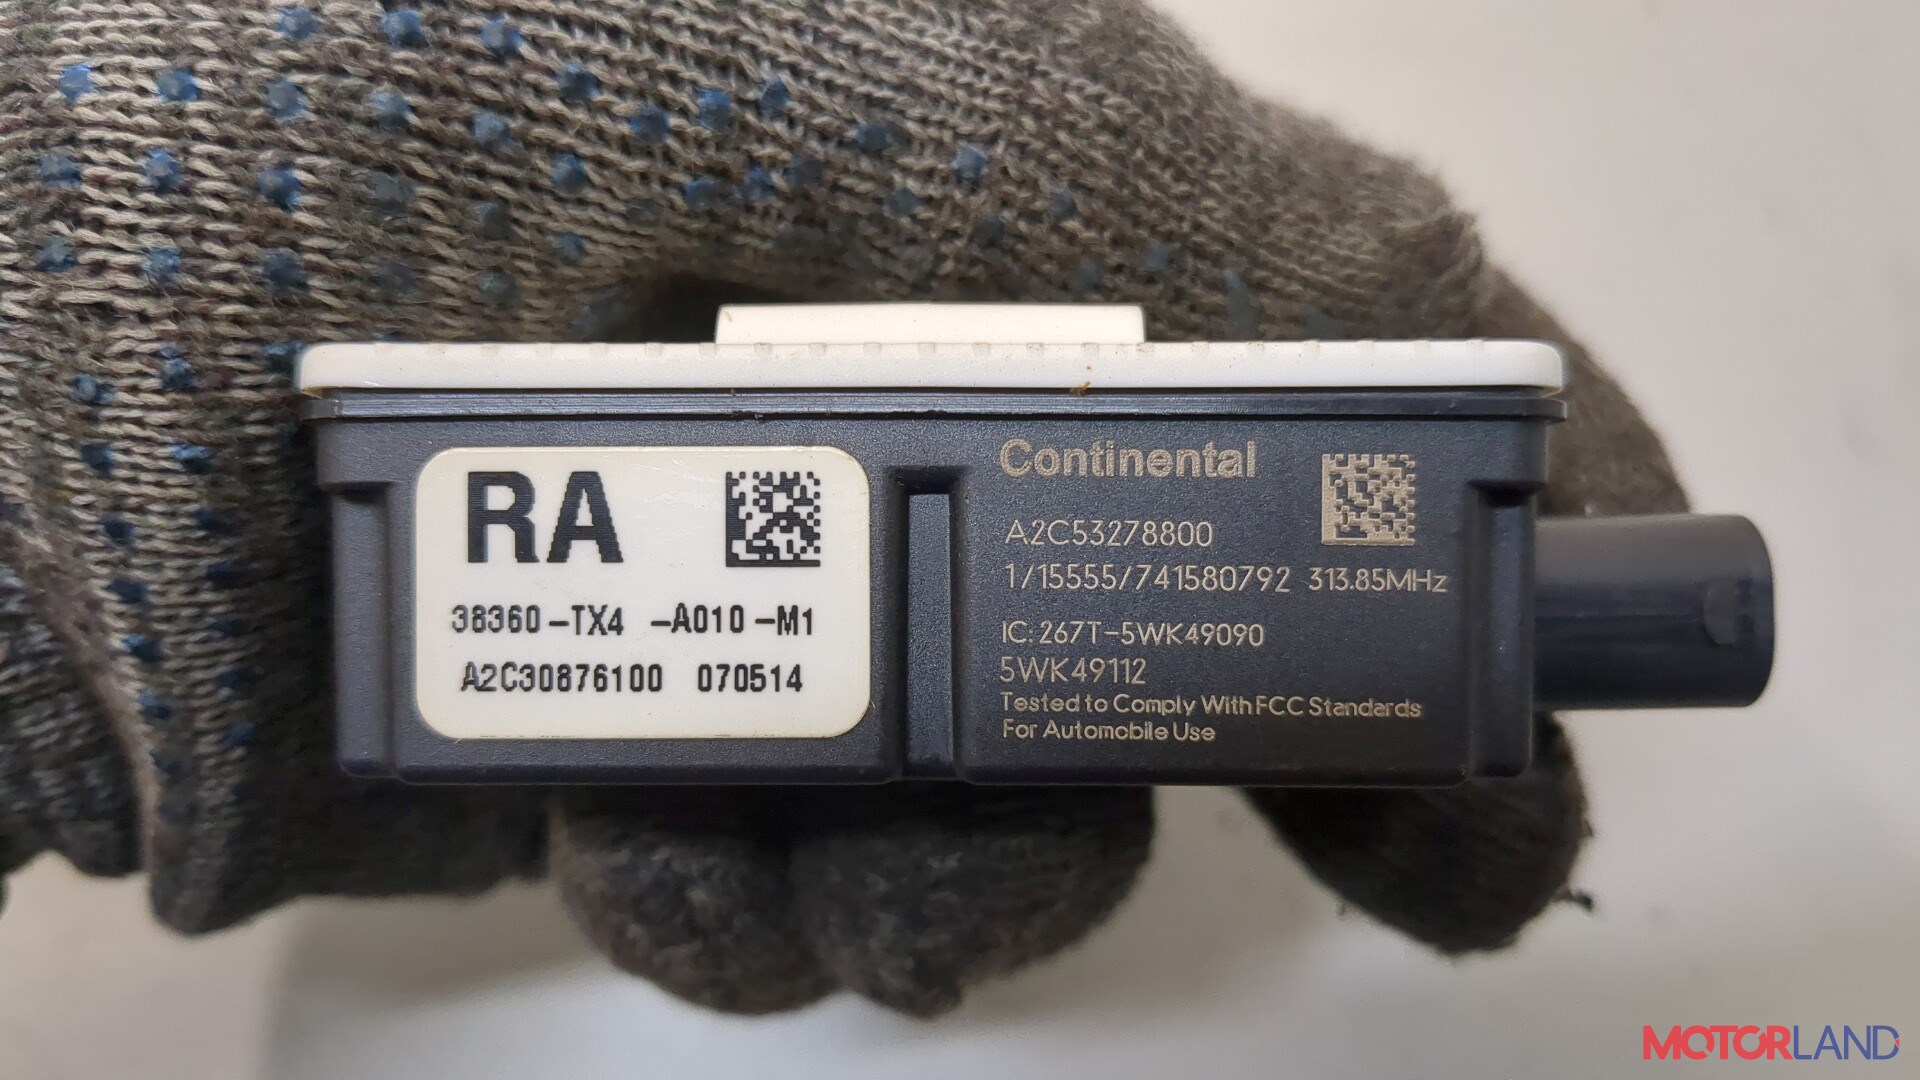 RA
38360-TX4 -A010-M1
A2C30876100 070514
Continental
A2C53278800
1/15555/741580792 313.85MHz
IC: 267T-5WK49090
5WK49112
Tested to Comply With FCC Standards
For Automobile Use
MOTORLAND